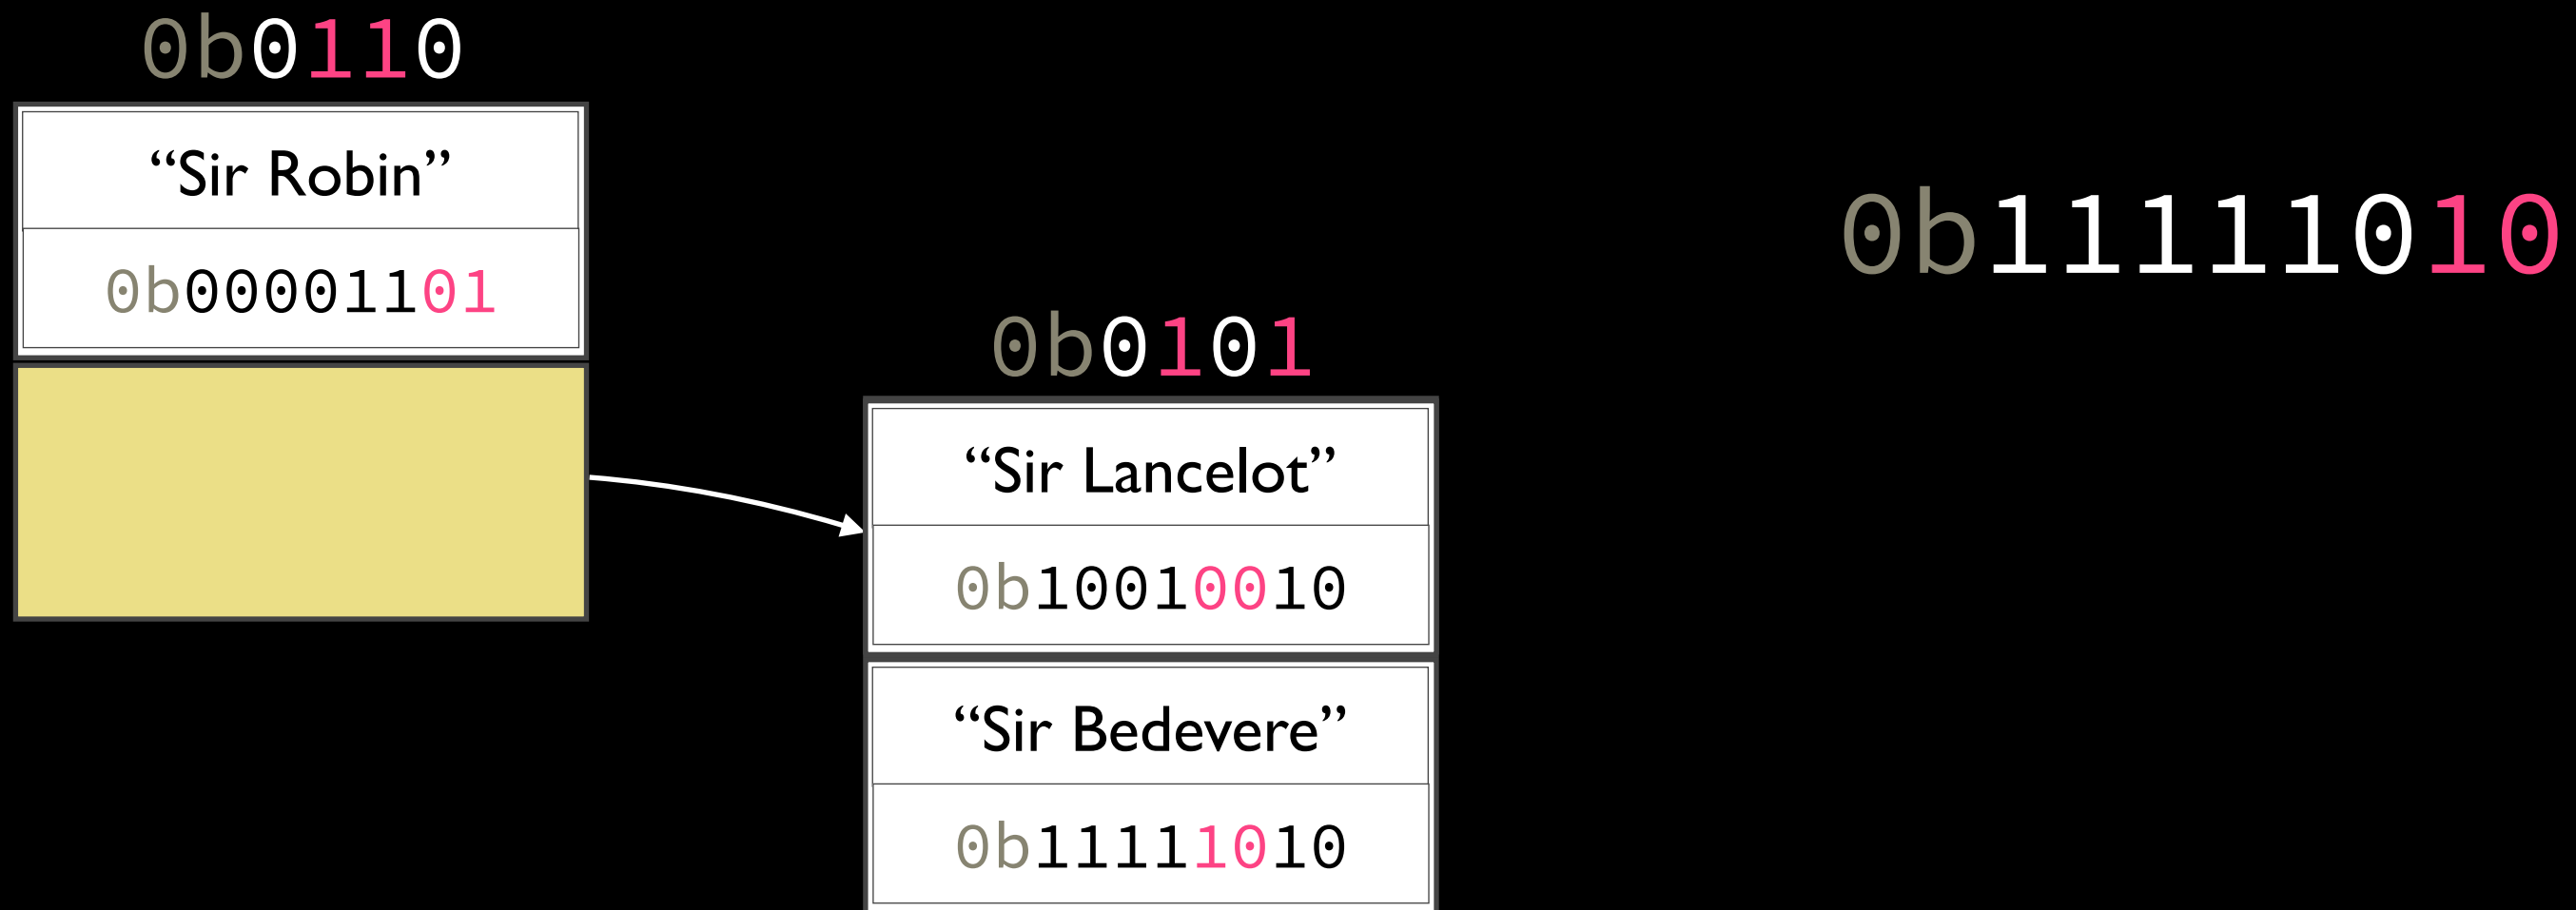 0b0110
“Sir Robin”
0b00001101
0b11111010
0b0101
“Sir Lancelot”
0b10010010
“Sir Bedevere”
0b11111010